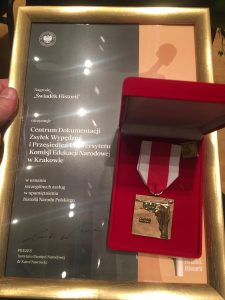 Nagroda
„Świadek Historii”
otrzymuje
Centrum Dokumentacji
Zsyłek Wypędzeń
i Przesiedleń Uniwersytetu
Komisji Edukacji Narodowej
w Krakowie
w uznaniu
szczególnych zasług
w upamiętnianiu
historii Narodu Polskiego
PREZES
Instytutu Pamięci Narodowej
dr Karol Nawrocki
Historii